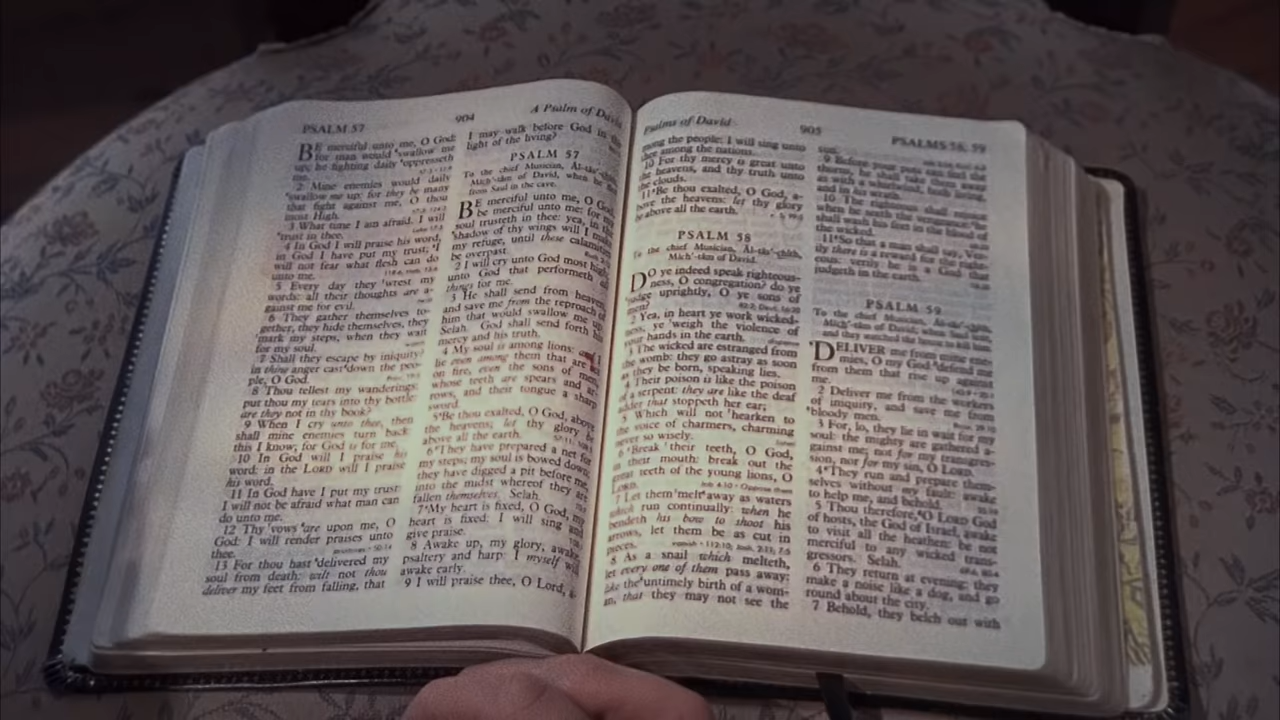 PSALM 57
904
A Psalm of David
BE merciful unto me, O God:
for man would swallow me
up; he fighting daily oppresseth
me.
2 Mine enemies would daily
swallow me up: for they be many
that fight against me, O thou
most High.
3 What time I am afraid, I will
trust in thee.
4 In God I will praise his word,
in God I have put my trust; I
will not fear what flesh can do
unto me.
5 Every day they wrest my
words: all their thoughts are a-
gainst me for evil.
6 They gather themselves to-
gether, they hide themselves, they
mark my steps, when they wait
for my soul.
7 Shall they escape by iniquity?
in thine anger cast down the peo-
ple, O God.
8 Thou tellest my wanderings:
put thou my tears into thy bottle:
are they not in thy book?
9 When I cry unto thee, then
shall mine enemies turn back:
this I know; for God is for me.
10 In God will I praise his
word: in the LORD will I praise
his word.
11 In God have I put my trust:
I will not be afraid what man can
do unto me.
12 Thy vows are upon me, O
God: I will render praises unto
thee.
13 For thou hast delivered my
soul from death: wilt not thou
deliver my feet from falling, that
I may walk before God in the
light of the living?
PSALM 57
To the chief Musician, Al-tas-chith,
Mich-tam of David, when he fled
from Saul in the cave.
BE merciful unto me, O God,
be merciful unto me: for my
soul trusteth in thee: yea, in the
shadow of thy wings will I make
my refuge, until these calamities
be overpast.
2 I will cry unto God most high;
unto God that performeth all
things for me.
3 He shall send from heaven,
and save me from the reproach of
him that would swallow me up.
Selah. God shall send forth his
mercy and his truth.
4 My soul is among lions: and I
lie even among them that are set
on fire, even the sons of men,
whose teeth are spears and ar-
rows, and their tongue a sharp
sword.
5 Be thou exalted, O God, above
the heavens; let thy glory be
above all the earth.
6 They have prepared a net for
my steps; my soul is bowed down:
they have digged a pit before me,
into the midst whereof they are
fallen themselves. Selah.
7 My heart is fixed, O God, my
heart is fixed: I will sing and
give praise.
8 Awake up, my glory; awake,
psaltery and harp: I myself will
awake early.
9 I will praise thee, O Lord, a-
Psalms of David
905
PSALMS 58, 59
mong the people: I will sing unto
thee among the nations.
10 For thy mercy is great unto
the heavens, and thy truth unto
the clouds.
11 Be thou exalted, O God, a-
bove the heavens: let thy glory
be above all the earth.
PSALM 58
To the chief Musician, Al-tas-chith,
Mich-tam of David.
DO ye indeed speak righteous-
ness, O congregation? do ye
judge uprightly, O ye sons of
men?
2 Yea, in heart ye work wicked-
ness; ye weigh the violence of
your hands in the earth.
3 The wicked are estranged from
the womb: they go astray as soon
as they be born, speaking lies.
4 Their poison is like the poison
of a serpent: they are like the deaf
adder that stoppeth her ear;
5 Which will not hearken to
the voice of charmers, charming
never so wisely.
6 Break their teeth, O God,
in their mouth: break out the
great teeth of the young lions, O
LORD.
7 Let them melt away as waters
which run continually: when he
bendeth his bow to shoot his
arrows, let them be as cut in
pieces.
8 As a snail which melteth,
let every one of them pass away:
like the untimely birth of a wom-
an, that they may not see the
sun.
9 Before your pots can feel the
thorns, he shall take them away
as with a whirlwind, both living,
and in his wrath.
10 The righteous shall rejoice
when he seeth the vengeance: he
shall wash his feet in the blood of
the wicked.
11 So that a man shall say, Ver-
ily there is a reward for the right-
eous: verily he is a God that
judgeth in the earth.
PSALM 59
To the chief Musician, Al-tas-chith,
Mich-tam of David; when Saul sent,
and they watched the house to kill him.
DELIVER me from mine ene-
mies, O my God: defend me
from them that rise up against
me.
2 Deliver me from the workers
of iniquity, and save me from
bloody men.
3 For, lo, they lie in wait for my
soul: the mighty are gathered a-
gainst me; not for my transgres-
sion, nor for my sin, O LORD.
4 They run and prepare them-
selves without my fault: awake
to help me, and behold.
5 Thou therefore, O LORD God
of hosts, the God of Israel, awake
to visit all the heathen: be not
merciful to any wicked trans-
gressors. Selah.
6 They return at evening: they
make a noise like a dog, and go
round about the city.
7 Behold, they belch out with